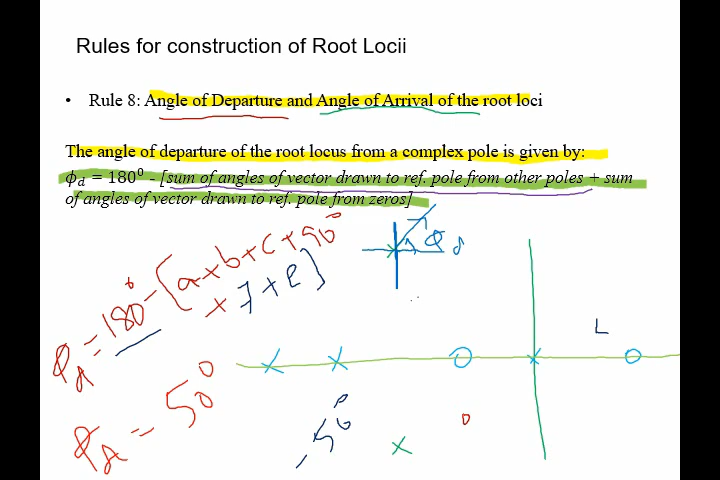 Rules for construction of Root Locii
• Rule 8: Angle of Departure and Angle of Arrival of the root loci
The angle of departure of the root locus from a complex pole is given by:
ϕd = 180⁰ - [sum of angles of vector drawn to ref. pole from other poles + sum
of angles of vector drawn to ref. pole from zeros]
ϕd
= 180° - [a+b+c+90°
+ 7 + e]
= 50°
-50°